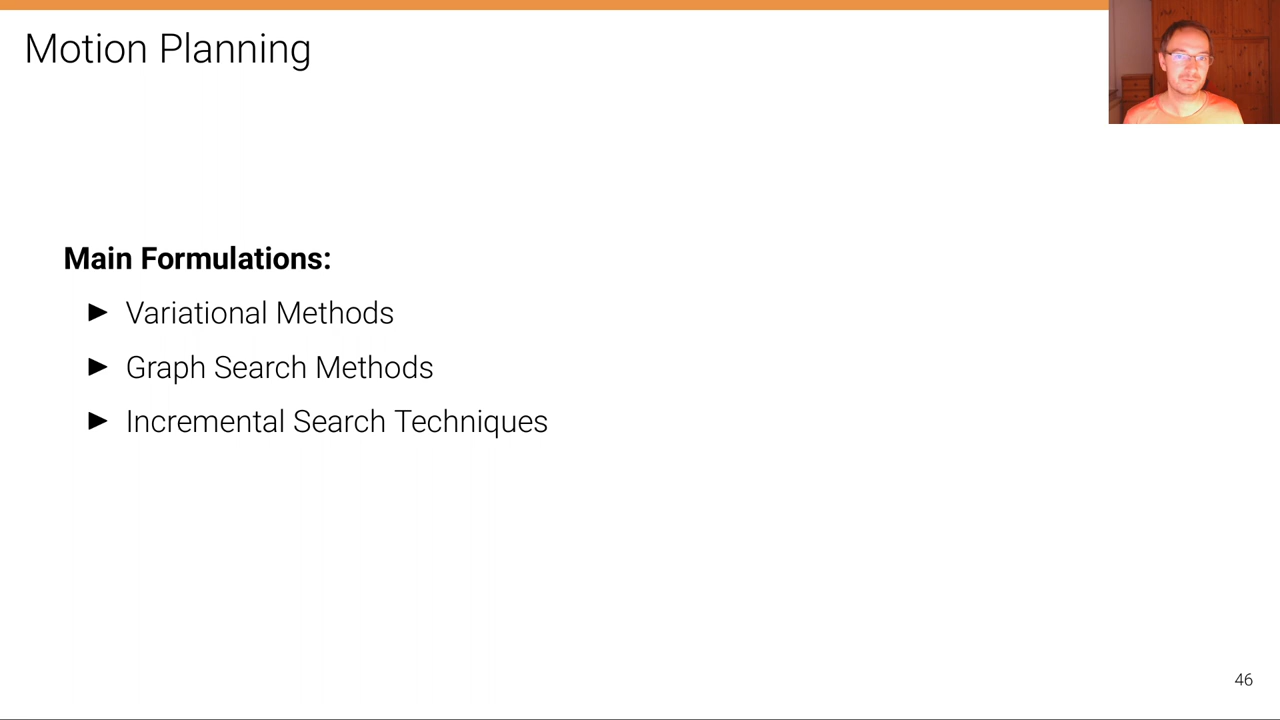 Motion Planning
Main Formulations:
► Variational Methods
► Graph Search Methods
► Incremental Search Techniques
46